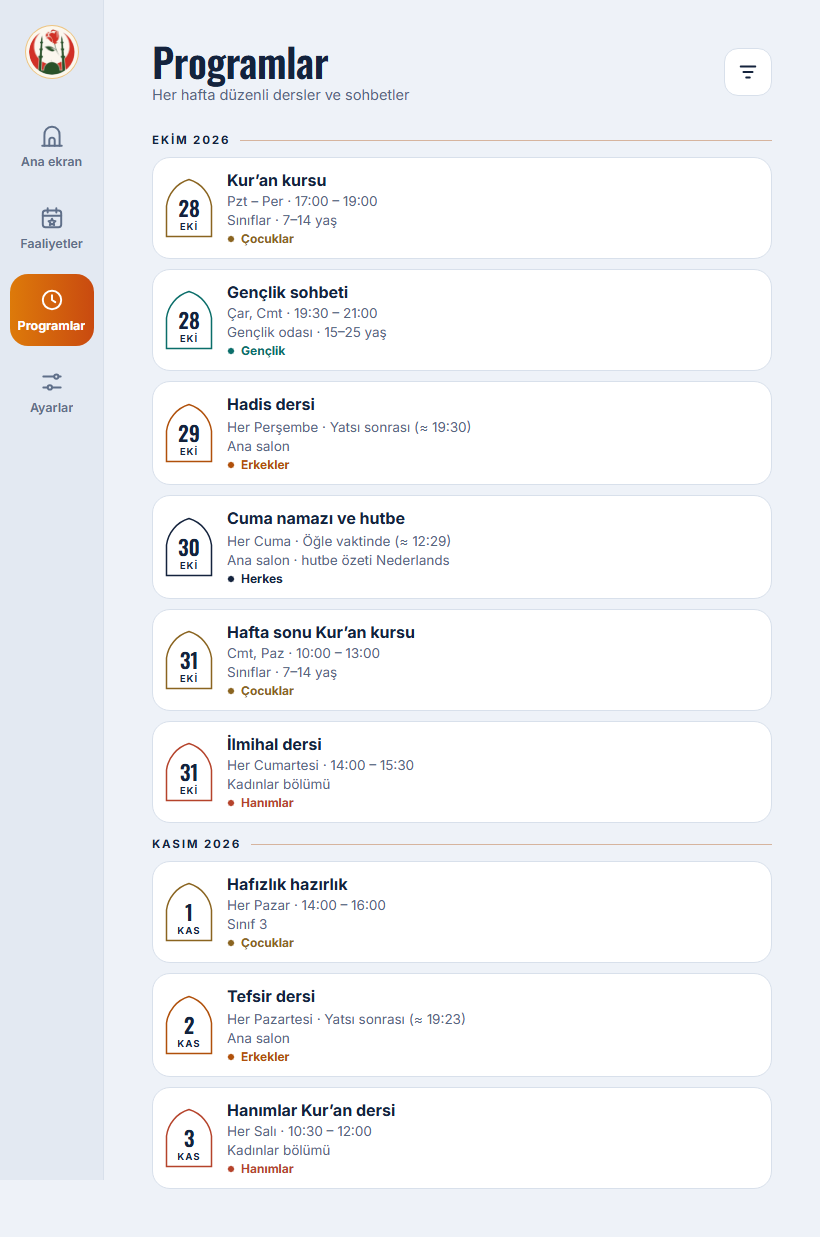 Ana ekran
Faaliyetler
Programlar
Ayarlar
Programlar
Her hafta düzenli dersler ve sohbetler
EKİM 2026
28
EKİ
Kur’an kursu
Pzt – Per · 17:00 – 19:00
Sınıflar · 7–14 yaş
Çocuklar
28
EKİ
Gençlik sohbeti
Çar, Cmt · 19:30 – 21:00
Gençlik odası · 15–25 yaş
Gençlik
29
EKİ
Hadis dersi
Her Perşembe · Yatsı sonrası (≈ 19:30)
Ana salon
Erkekler
30
EKİ
Cuma namazı ve hutbe
Her Cuma · Öğle vaktinde (≈ 12:29)
Ana salon · hutbe özeti Nederlands
Herkes
31
EKİ
Hafta sonu Kur’an kursu
Cmt, Paz · 10:00 – 13:00
Sınıflar · 7–14 yaş
Çocuklar
31
EKİ
İlmihal dersi
Her Cumartesi · 14:00 – 15:30
Kadınlar bölümü
Hanımlar
KASIM 2026
1
KAS
Hafızlık hazırlık
Her Pazar · 14:00 – 16:00
Sınıf 3
Çocuklar
2
KAS
Tefsir dersi
Her Pazartesi · Yatsı sonrası (≈ 19:23)
Ana salon
Erkekler
3
KAS
Hanımlar Kur’an dersi
Her Salı · 10:30 – 12:00
Kadınlar bölümü
Hanımlar